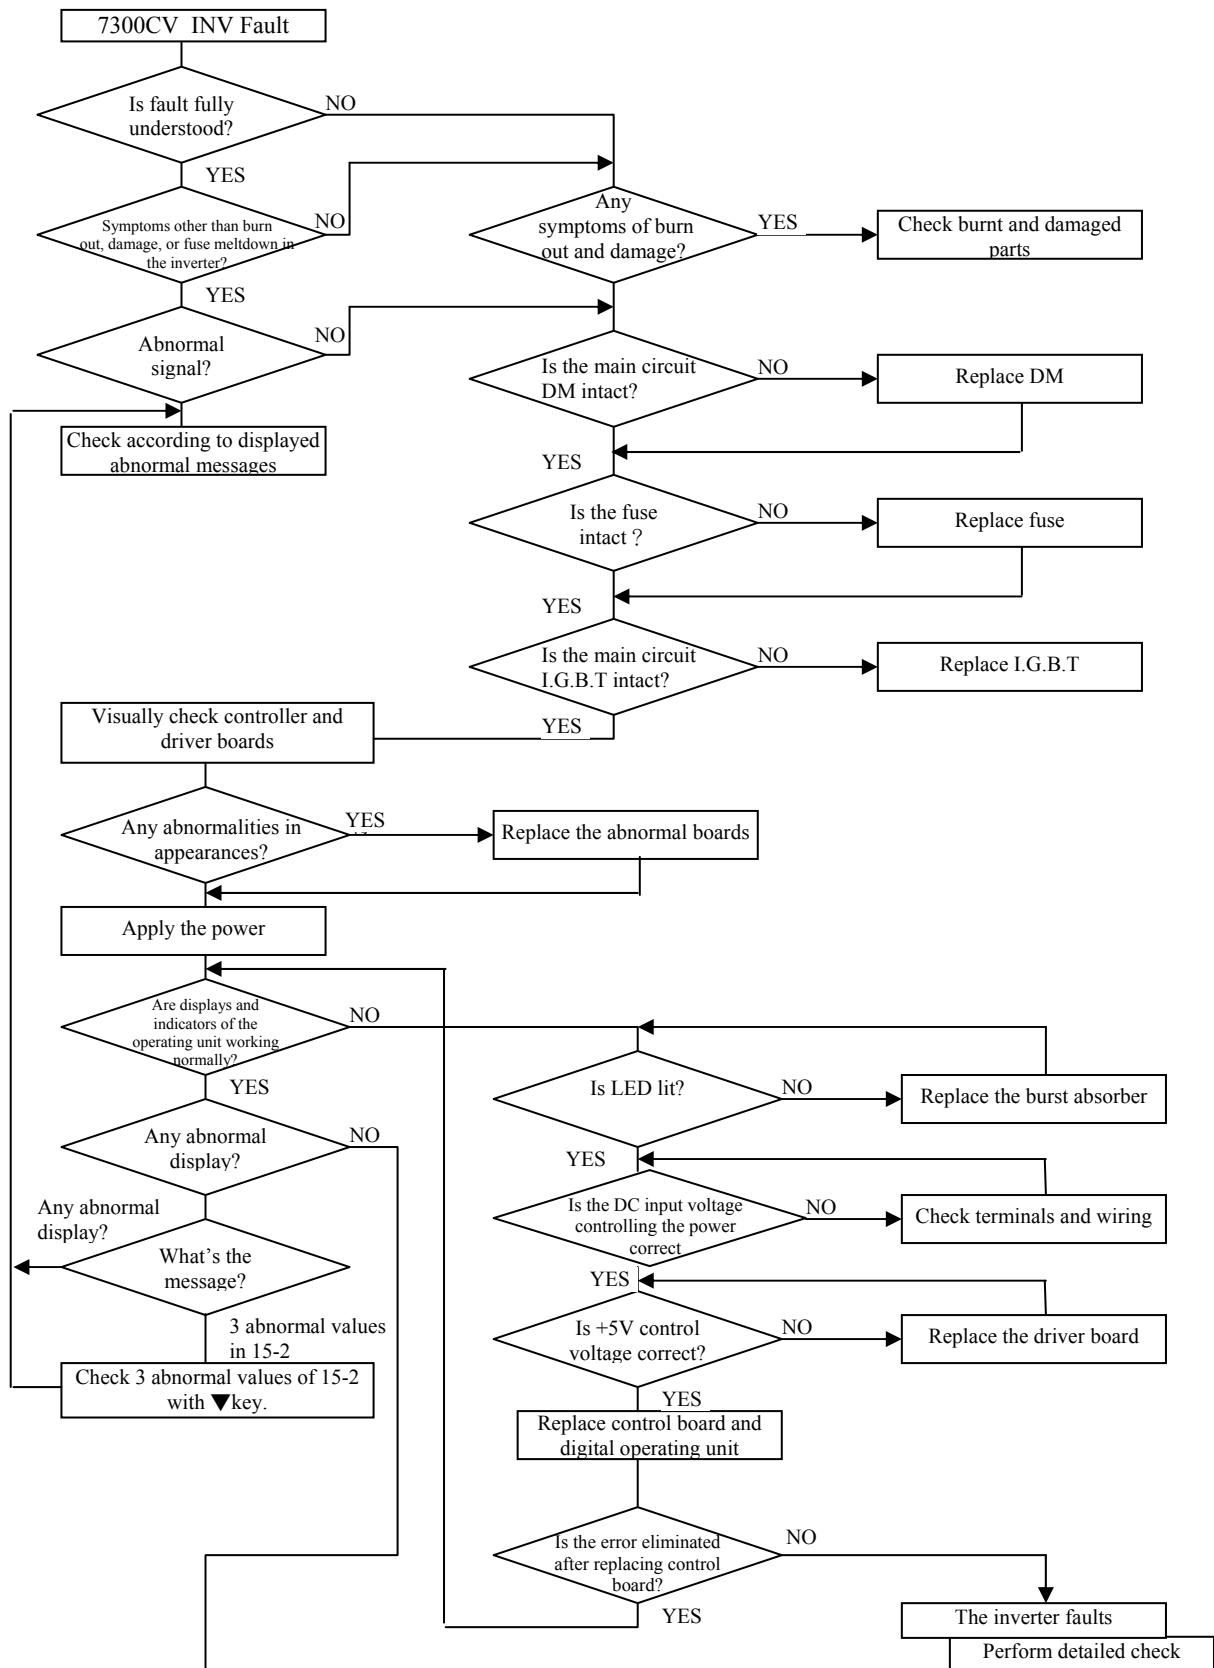 7300CV  INV Fault
Is fault fully
understood?
NO
YES
Symptoms other than burn
out, damage, or fuse meltdown in
the inverter?
NO
YES
Abnormal
signal?
NO
Check according to displayed
abnormal messages
Any
symptoms of burn
out and damage?
YES
Check burnt and damaged
parts
Is the main circuit
DM intact?
NO
Replace DM
YES
Is the fuse
intact ?
NO
Replace fuse
YES
Is the main circuit
I.G.B.T intact?
NO
Replace I.G.B.T
YES
Visually check controller and
driver boards
Any abnormalities in
appearances?
YES
Replace the abnormal boards
Apply the power
Are displays and
indicators of the
operating unit working
normally?
NO
YES
Any abnormal
display?
NO
Any abnormal
display?
What's the
message?
3 abnormal values
in 15-2
Check 3 abnormal values of 15-2
with ▼key.
Is LED lit?
NO
Replace the burst absorber
YES
Is the DC input voltage
controlling the power
correct
NO
Check terminals and wiring
YES
Is +5V control
voltage correct?
NO
Replace the driver board
YES
Replace control board and
digital operating unit
Is the error eliminated
after replacing control
board?
NO
YES
The inverter faults
Perform detailed check